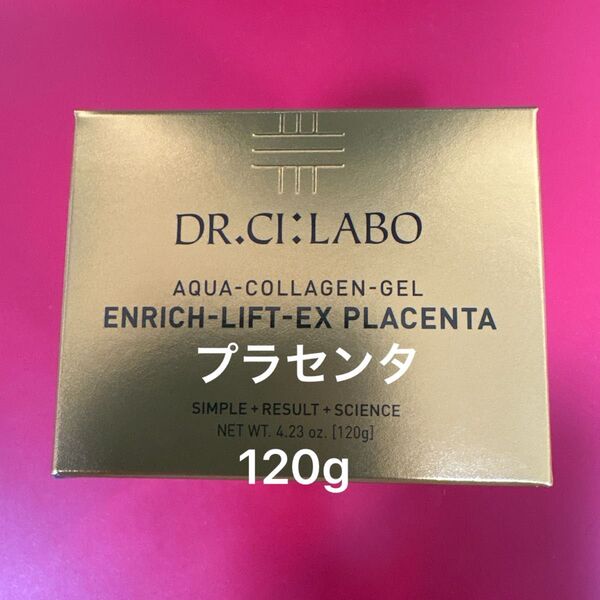 DR.CI:LABO
AQUA-COLLAGEN-GEL
ENRICH-LIFT-EX PLACENTA
プラセンタ
SIMPLE+RESULT+SCIENCE
NET WT. 4.23 oz. [120g]
120g